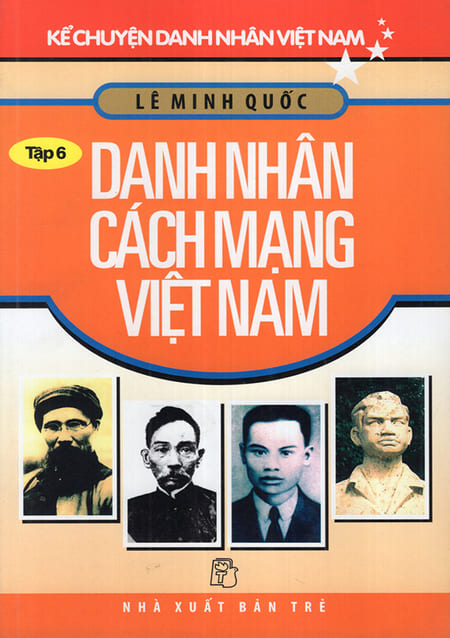 KỂ CHUYỆN DANH NHÂN VIỆT NAM
LÊ MINH QUỐC
Tập 6
DANH NHÂN
CÁCH MẠNG
VIỆT NAM
T
NHÀ XUẤT BẢN TRẺ